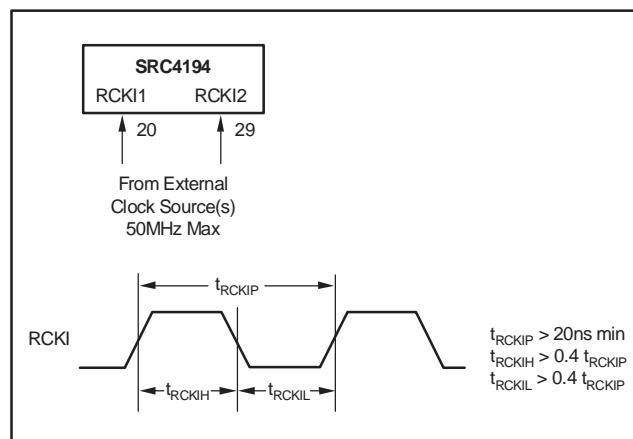 SRC4194
RCKI1 RCKI2
20 29
From External
Clock Source(s)
50MHz Max
tRCKIP
RCKI
tRCKIH tRCKIL
tRCKIP > 20ns min
tRCKIH > 0.4 tRCKIP
tRCKIL > 0.4 tRCKIP